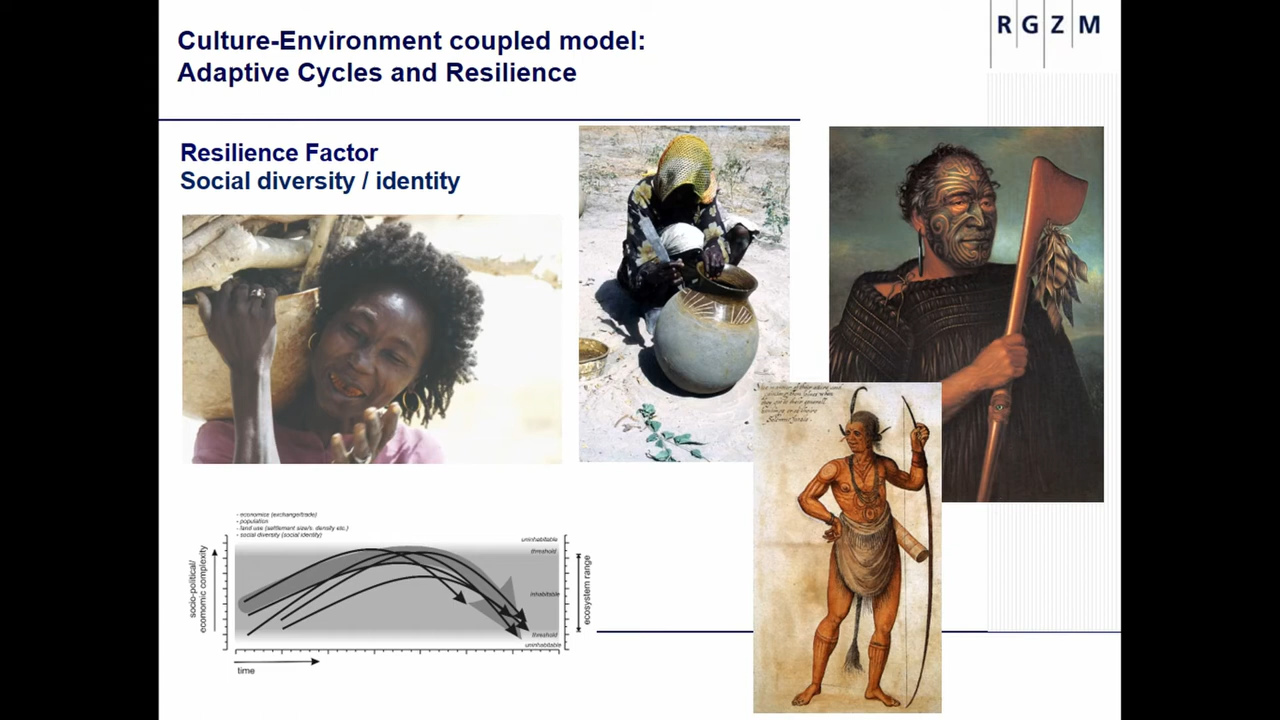 Culture-Environment coupled model:
Adaptive Cycles and Resilience
R G Z M
Resilience Factor
Social diversity / identity
- economics (exchange/trade)
- population
- land use (settlement size/s. density etc.)
- social diversity (social identity)
socio-political/
economic complexity
uninhabitable
threshold
inhabitable
threshold
uninhabitable
ecosystem range
time